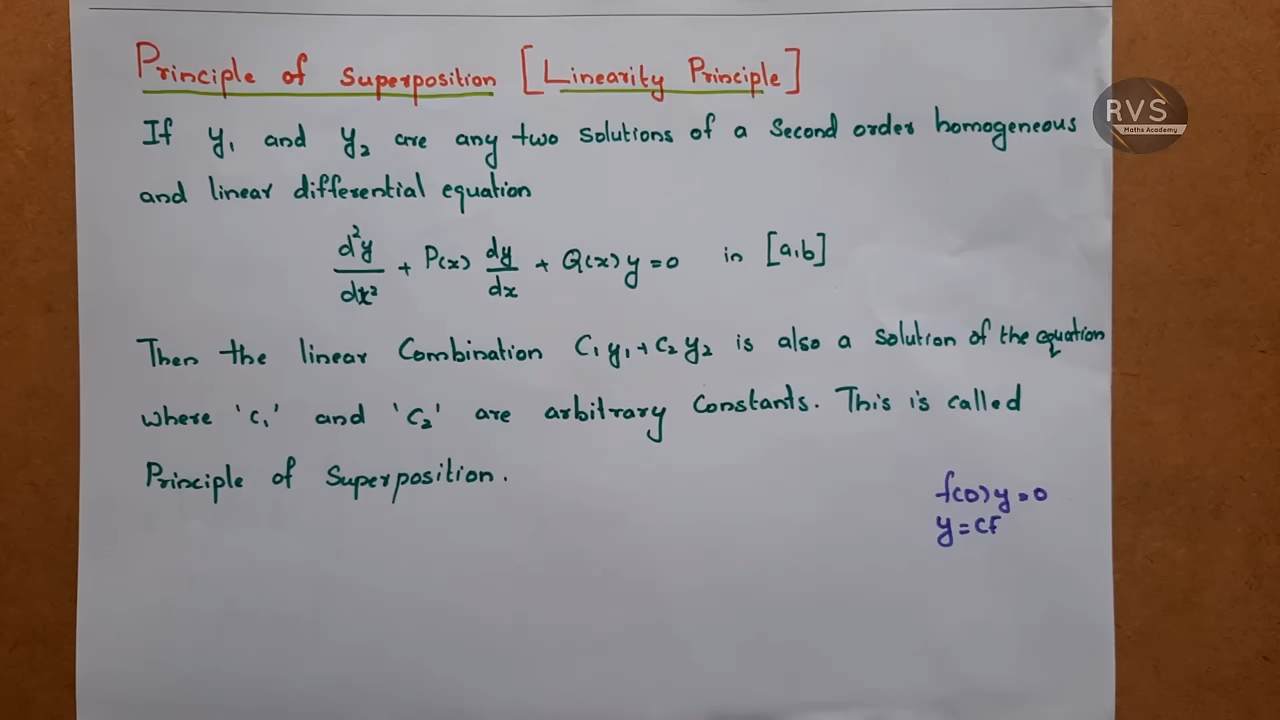 Principle of Superposition [Linearity Principle]
RVS
Maths Academy
If y₁ and y₂ are any two solutions of a Second order homogeneous
and linear differential equation
d²y/dx² + P(x) dy/dx + Q(x) y = 0 in [a,b]
Then the linear Combination C₁y₁ + C₂y₂ is also a solution of the equation
where 'C₁' and 'C₂' are arbitrary Constants. This is called
Principle of Superposition.
f(D)y = 0
y = CF